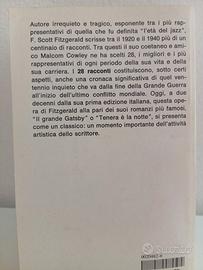 Autore irrequieto e tragico, esponente tra i più rap-
presentativi di quella che fu definita "l'età del jazz",
F. Scott Fitzgerald scrisse tra il 1920 e il 1940 più di un
centinaio di racconti. Tra questi il suo coetaneo e ami-
co Malcom Cowley ne ha scelti 28, i migliori e i più
rappresentativi di ogni periodo della sua vita e della
sua carriera. I 28 racconti costituiscono, sotto certi
aspetti, anche una cronaca significativa di quel ven-
tennio inquieto che va dalla fine della Grande Guerra
all'inizio dell'ultimo conflitto mondiale. Oggi, a due
decenni dalla sua prima edizione italiana, questa ope-
ra di Fitzgerald alla pari dei suoi romanzi più famosi,
"Il grande Gatsby" o "Tenera è la notte", si presenta
come un classico: un momento importante dell'attività
artistica dello scrittore.
subito